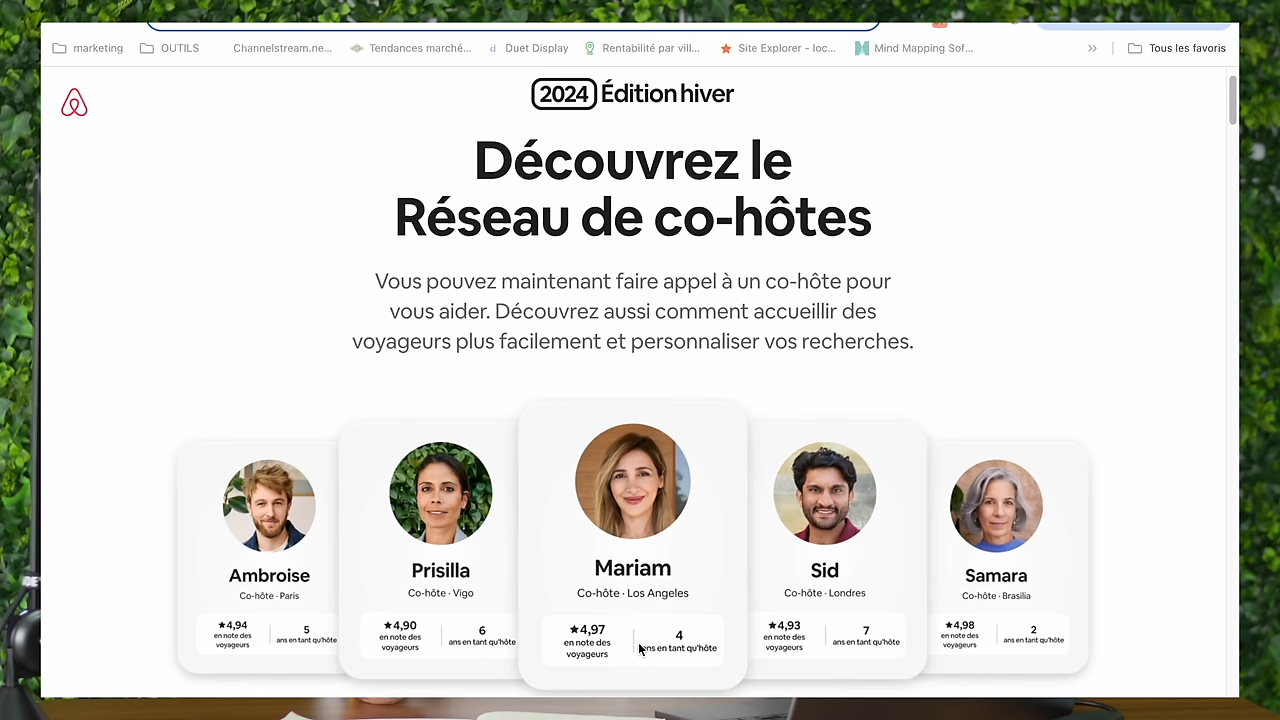 marketing
OUTILS
Channelstream.ne...
Tendances marché...
d Duet Display
Rentabilité par vill...
Site Explorer - loc...
Mind Mapping Sof...
Tous les favoris
2024 Édition hiver
Découvrez le
Réseau de co-hôtes
Vous pouvez maintenant faire appel à un co-hôte pour
vous aider. Découvrez aussi comment accueillir des
voyageurs plus facilement et personnaliser vos recherches.
Ambroise
Co-hôte · Paris
★4,94
en note des
voyageurs
5
ans en tant qu'hôte
Prisilla
Co-hôte · Vigo
★4,90
en note des
voyageurs
6
ans en tant qu'hôte
Mariam
Co-hôte · Los Angeles
★4,97
en note des
voyageurs
4
ans en tant qu'hôte
Sid
Co-hôte · Londres
★4,93
en note des
voyageurs
7
ans en tant qu'hôte
Samara
Co-hôte · Brasilia
★4,98
en note des
voyageurs
2
ans en tant qu'hôte